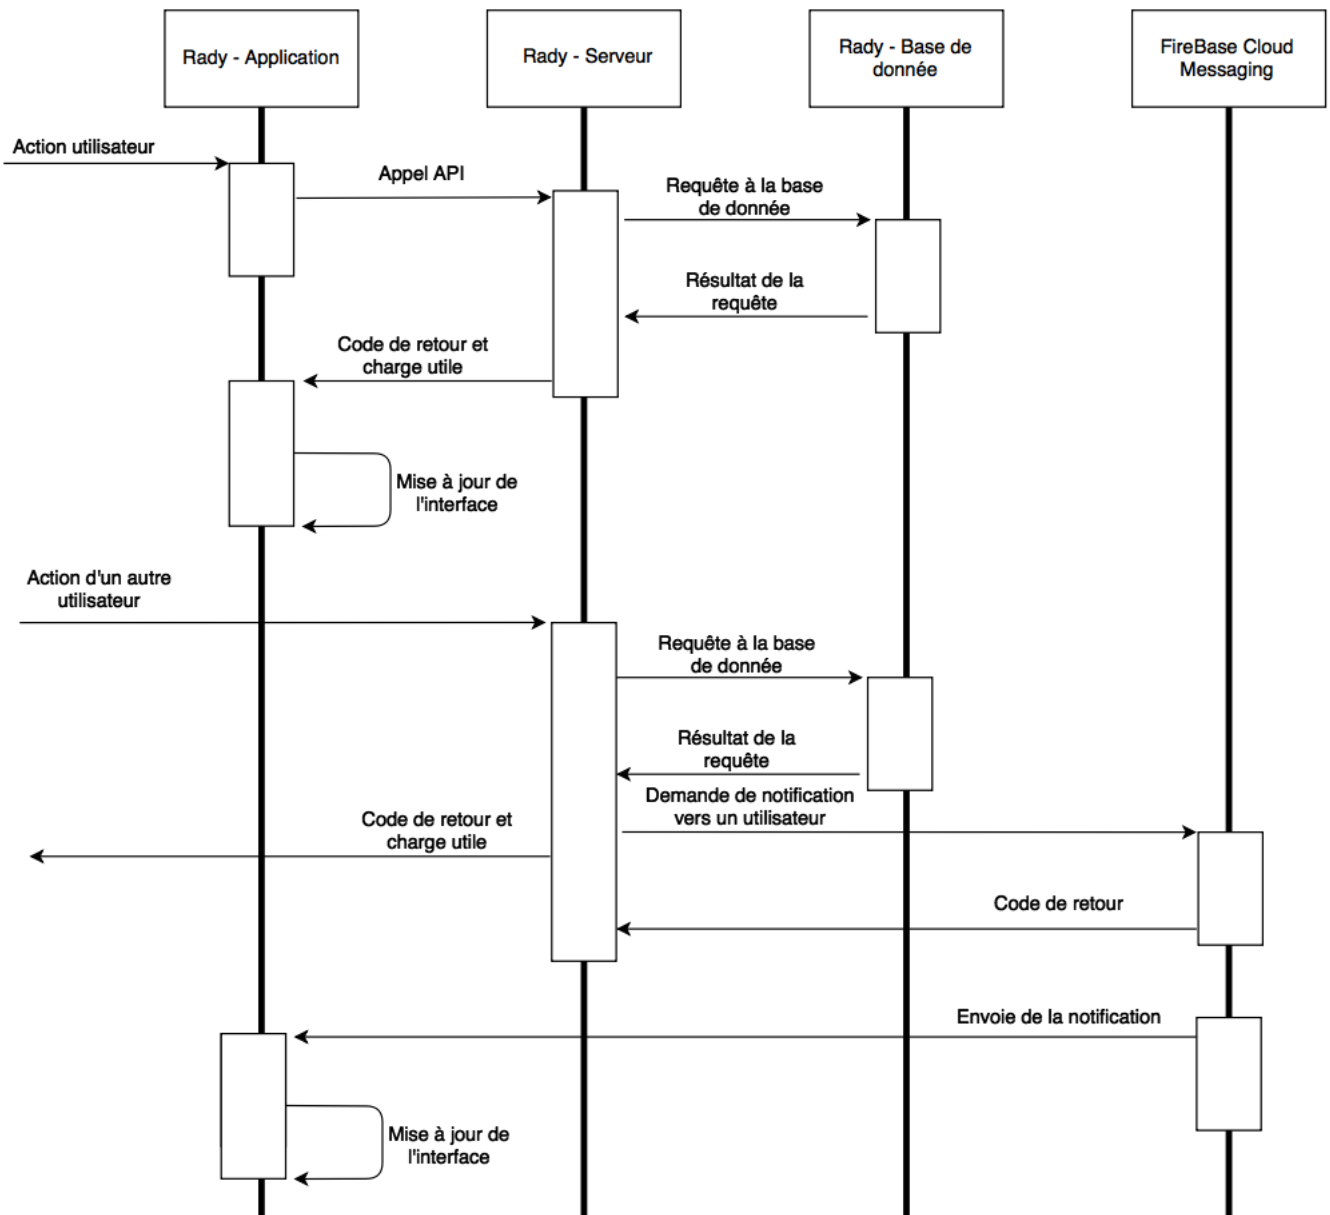 Rady - Application
Rady - Serveur
Rady - Base de
donnée
FireBase Cloud
Messaging
Action utilisateur
Appel API
Requête à la base
de donnée
Résultat de la
requête
Code de retour et
charge utile
Mise à jour de
l'interface
Action d'un autre
utilisateur
Requête à la base
de donnée
Résultat de la
requête
Demande de notification
vers un utilisateur
Code de retour et
charge utile
Code de retour
Envoie de la notification
Mise à jour de
l'interface